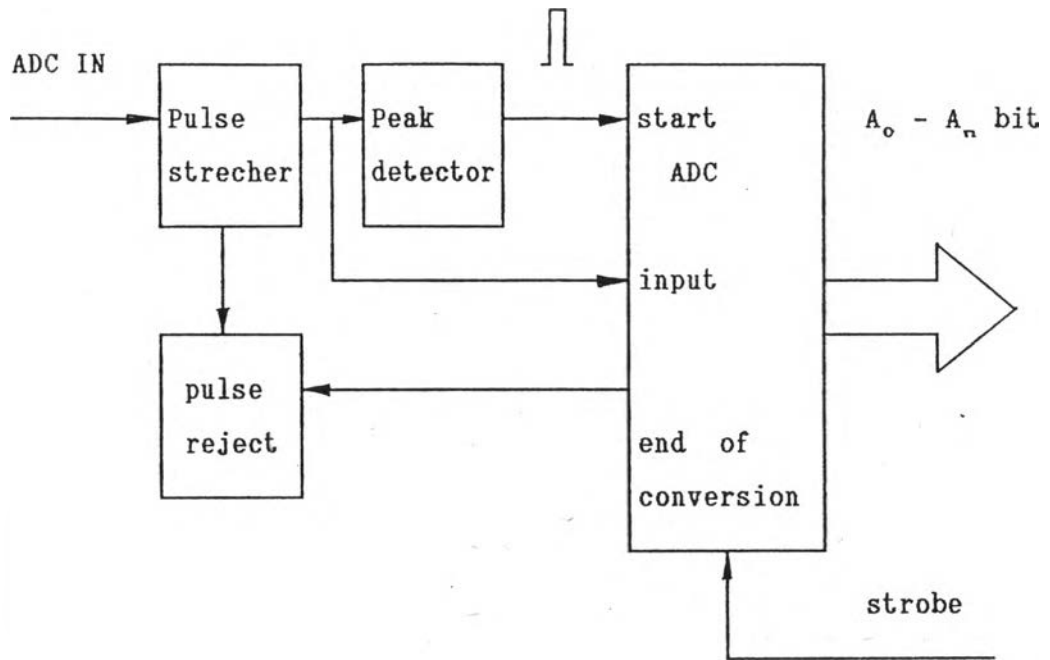 ADC IN
Pulse
strecher
Peak
detector
start
ADC
input
end of
conversion
A₀ - Aₙ bit
pulse
reject
strobe